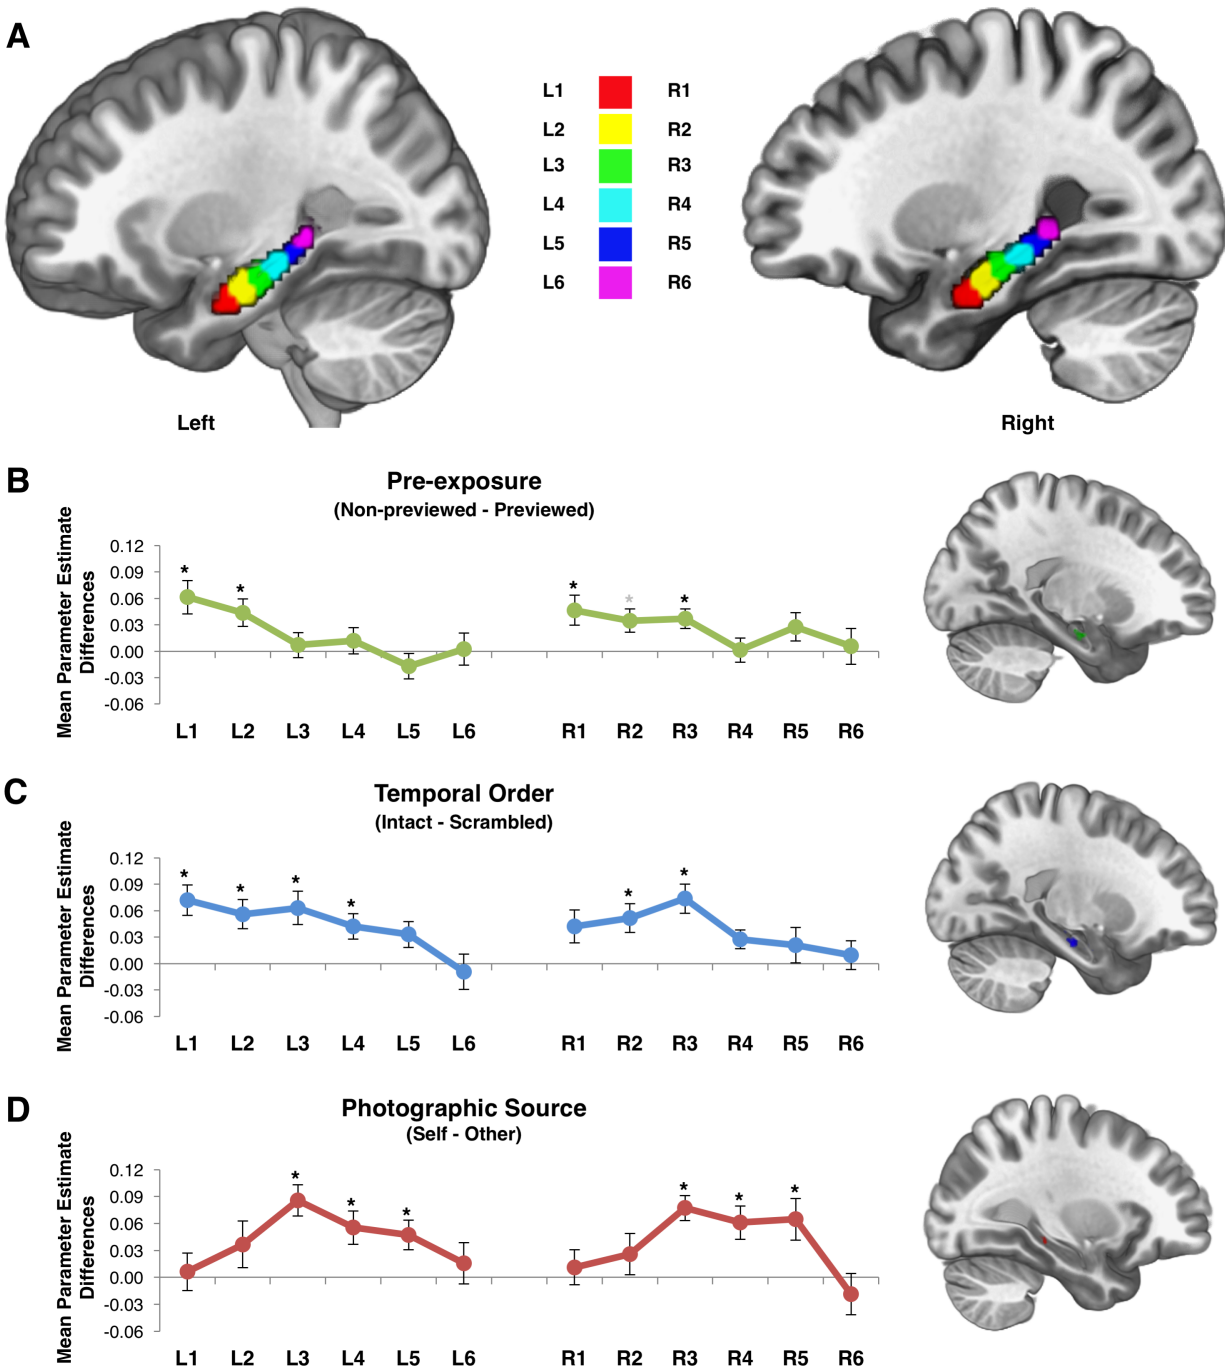 A
L1 R1
L2 R2
L3 R3
L4 R4
L5 R5
L6 R6
Left Right
B
Pre-exposure
(Non-previewed - Previewed)
Mean Parameter Estimate
Differences
0.12
0.09
0.06
0.03
0.00
-0.03
-0.06
* * * * *
L1 L2 L3 L4 L5 L6 R1 R2 R3 R4 R5 R6
C
Temporal Order
(Intact - Scrambled)
Mean Parameter Estimate
Differences
0.12
0.09
0.06
0.03
0.00
-0.03
-0.06
* * * * * *
L1 L2 L3 L4 L5 L6 R1 R2 R3 R4 R5 R6
D
Photographic Source
(Self - Other)
Mean Parameter Estimate
Differences
0.12
0.09
0.06
0.03
0.00
-0.03
-0.06
* * * * * *
L1 L2 L3 L4 L5 L6 R1 R2 R3 R4 R5 R6